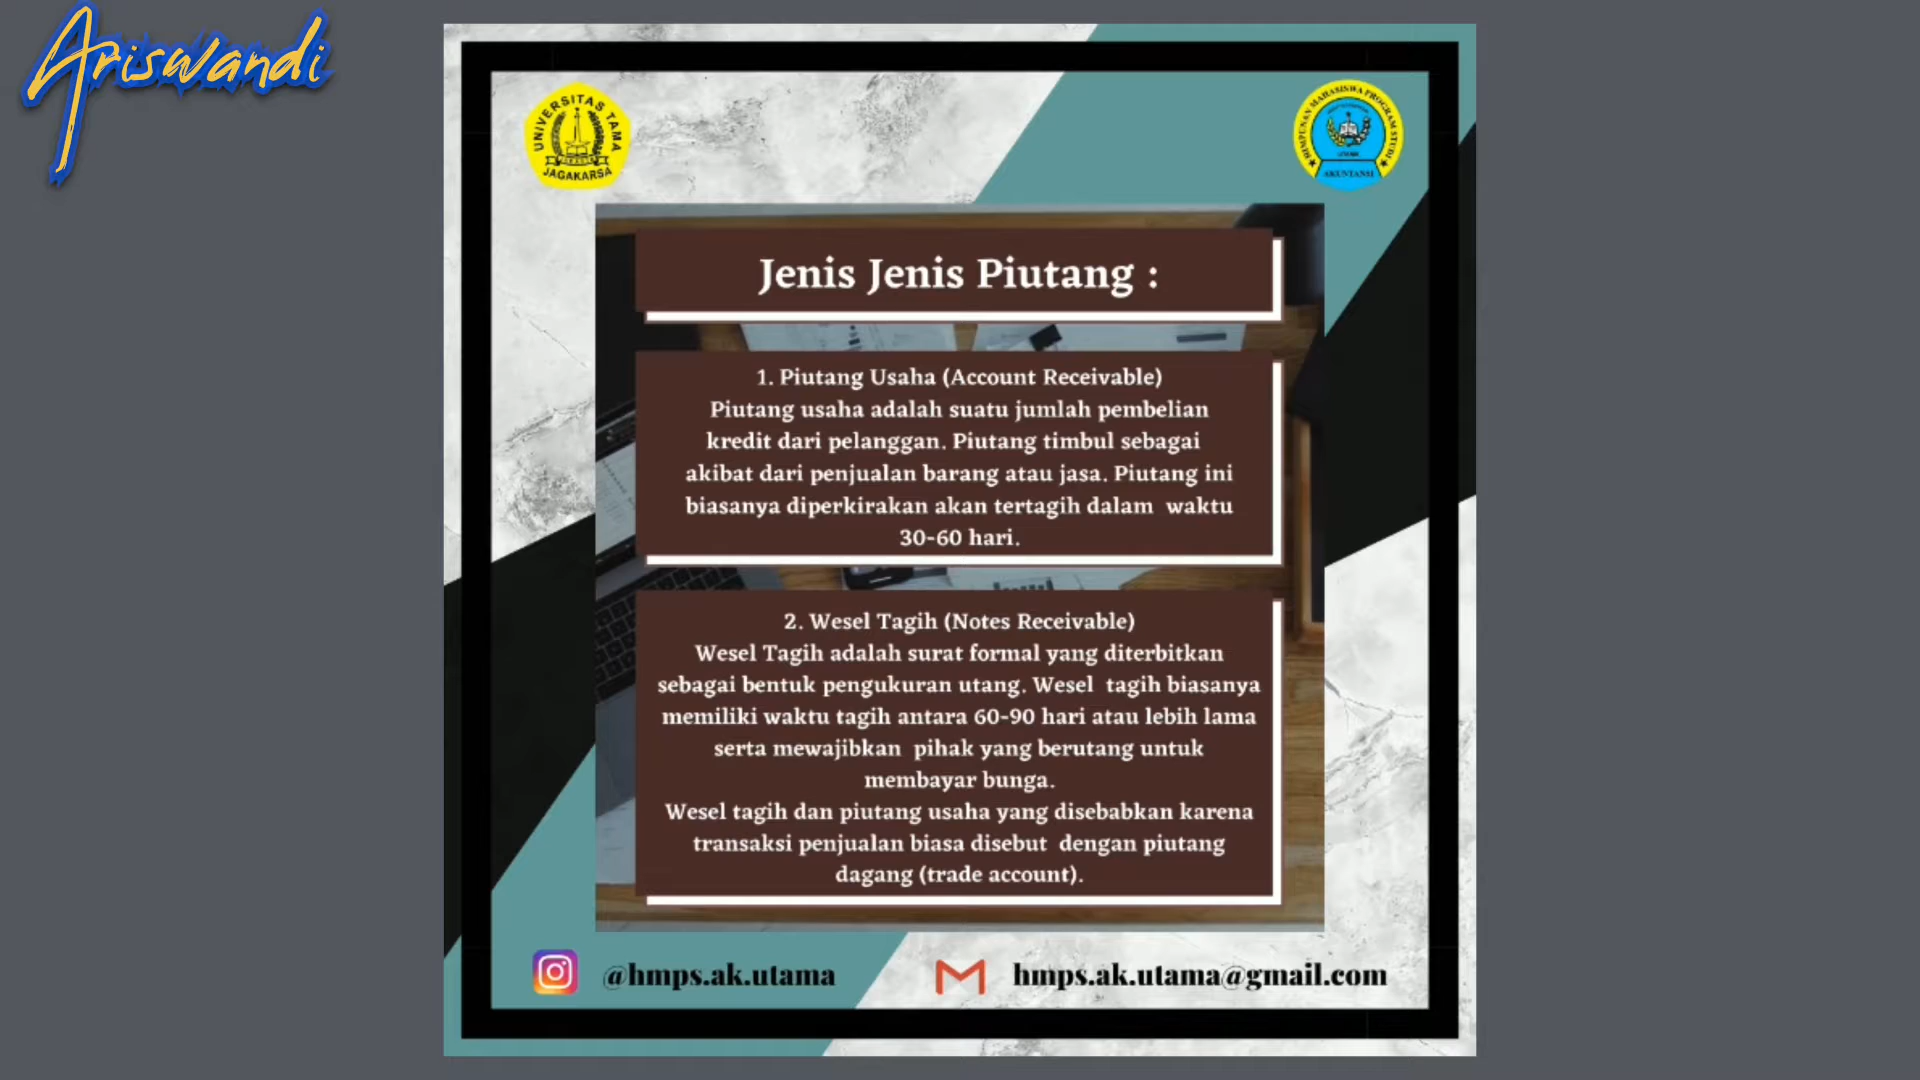 Ariswandi
UNIVERSITAS TAMA
JAGAKARSA
HIMPUNAN MAHASISWA PROGRAM STUDI
AKUNTANSI
Jenis Jenis Piutang :
1. Piutang Usaha (Account Receivable)
Piutang usaha adalah suatu jumlah pembelian
kredit dari pelanggan. Piutang timbul sebagai
akibat dari penjualan barang atau jasa. Piutang ini
biasanya diperkirakan akan tertagih dalam waktu
30-60 hari.
2. Wesel Tagih (Notes Receivable)
Wesel Tagih adalah surat formal yang diterbitkan
sebagai bentuk pengukuran utang. Wesel tagih biasanya
memiliki waktu tagih antara 60-90 hari atau lebih lama
serta mewajibkan pihak yang berutang untuk
membayar bunga.
Wesel tagih dan piutang usaha yang disebabkan karena
transaksi penjualan biasa disebut dengan piutang
dagang (trade account).
@hmps.ak.utama
hmps.ak.utama@gmail.com